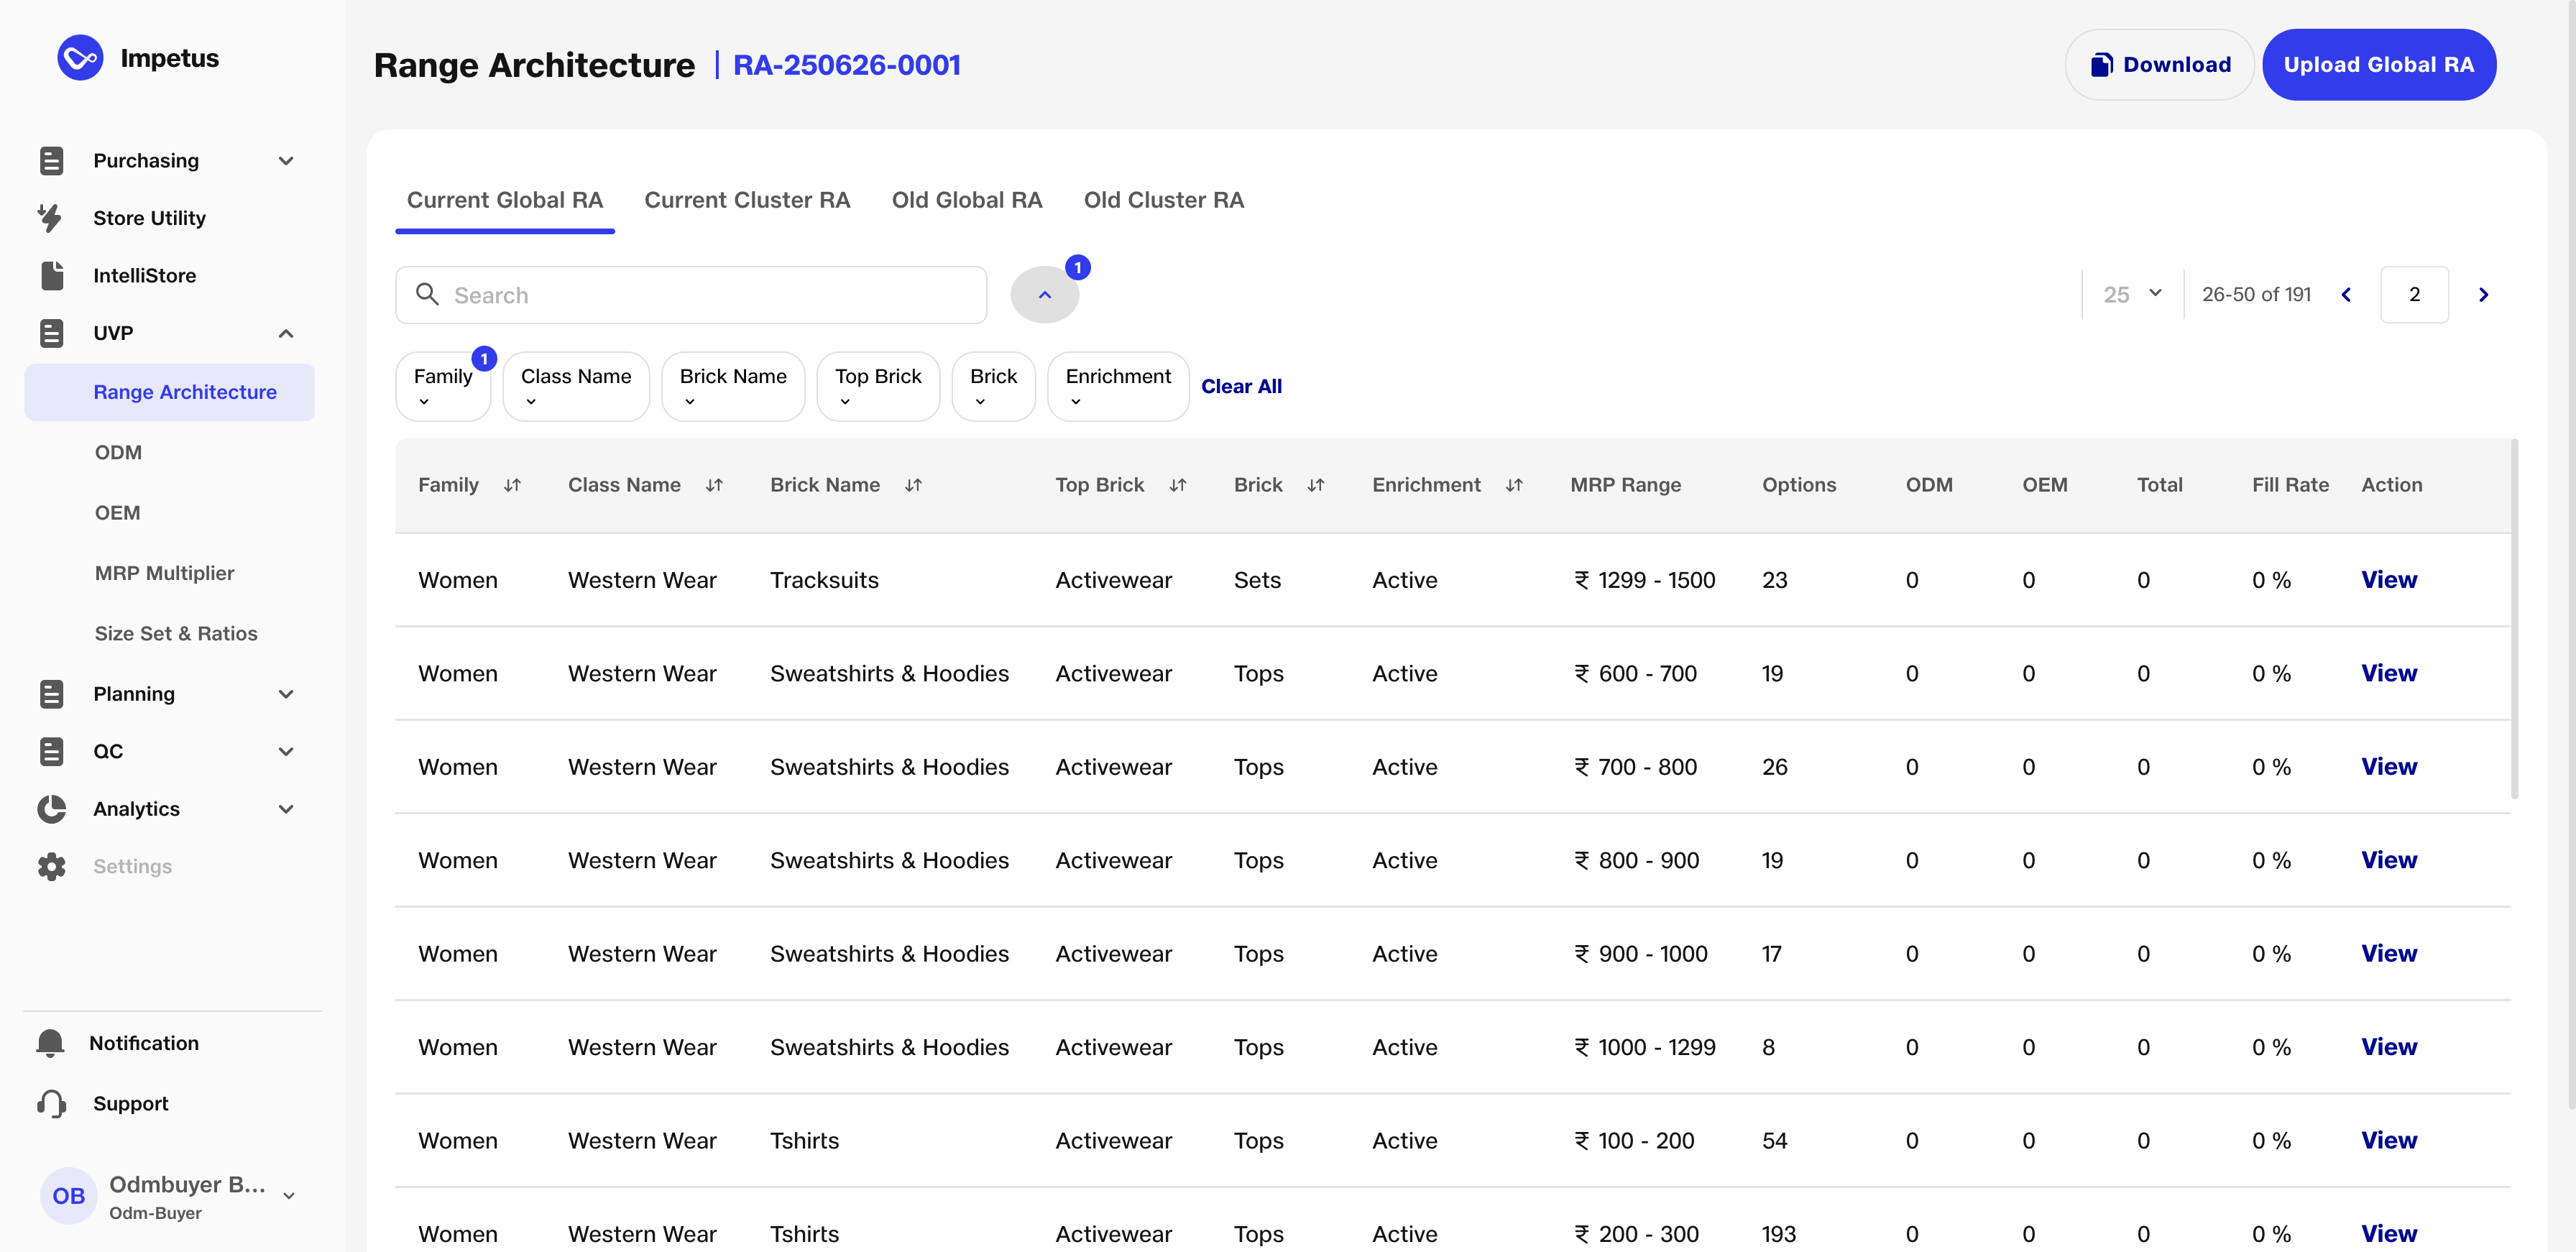 Impetus
Purchasing
Store Utility
IntelliStore
UVP
Range Architecture
ODM
OEM
MRP Multiplier
Size Set & Ratios
Planning
QC
Analytics
Settings
Notification
Support
OB
Odmbuyer B...
Odm-Buyer
Range Architecture | RA-250626-0001
Download
Upload Global RA
Current Global RA Current Cluster RA Old Global RA Old Cluster RA
Search
1
25
26-50 of 191
2
Family 1 Class Name Brick Name Top Brick Brick Enrichment Clear All
Family Class Name Brick Name Top Brick Brick Enrichment MRP Range Options ODM OEM Total Fill Rate Action
Women Western Wear Tracksuits Activewear Sets Active ₹ 1299 - 1500 23 0 0 0 0 % View
Women Western Wear Sweatshirts & Hoodies Activewear Tops Active ₹ 600 - 700 19 0 0 0 0 % View
Women Western Wear Sweatshirts & Hoodies Activewear Tops Active ₹ 700 - 800 26 0 0 0 0 % View
Women Western Wear Sweatshirts & Hoodies Activewear Tops Active ₹ 800 - 900 19 0 0 0 0 % View
Women Western Wear Sweatshirts & Hoodies Activewear Tops Active ₹ 900 - 1000 17 0 0 0 0 % View
Women Western Wear Sweatshirts & Hoodies Activewear Tops Active ₹ 1000 - 1299 8 0 0 0 0 % View
Women Western Wear Tshirts Activewear Tops Active ₹ 100 - 200 54 0 0 0 0 % View
Women Western Wear Tshirts Activewear Tops Active ₹ 200 - 300 193 0 0 0 0 % View